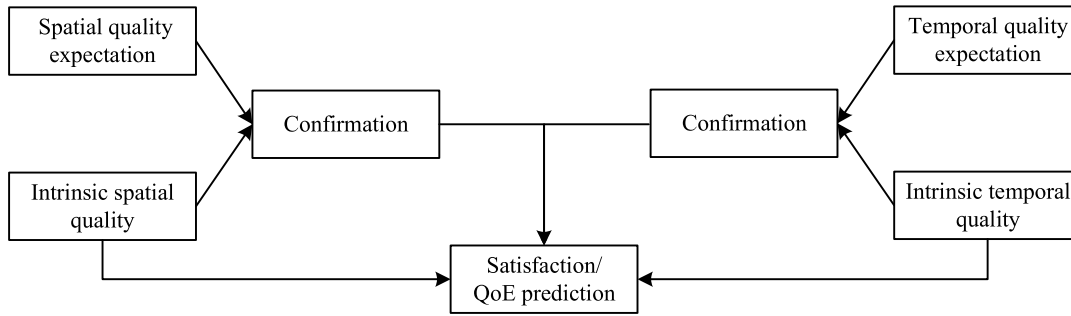 Spatial quality
expectation
Temporal quality
expectation
Confirmation
Confirmation
Intrinsic spatial
quality
Intrinsic temporal
quality
Satisfaction/
QoE prediction